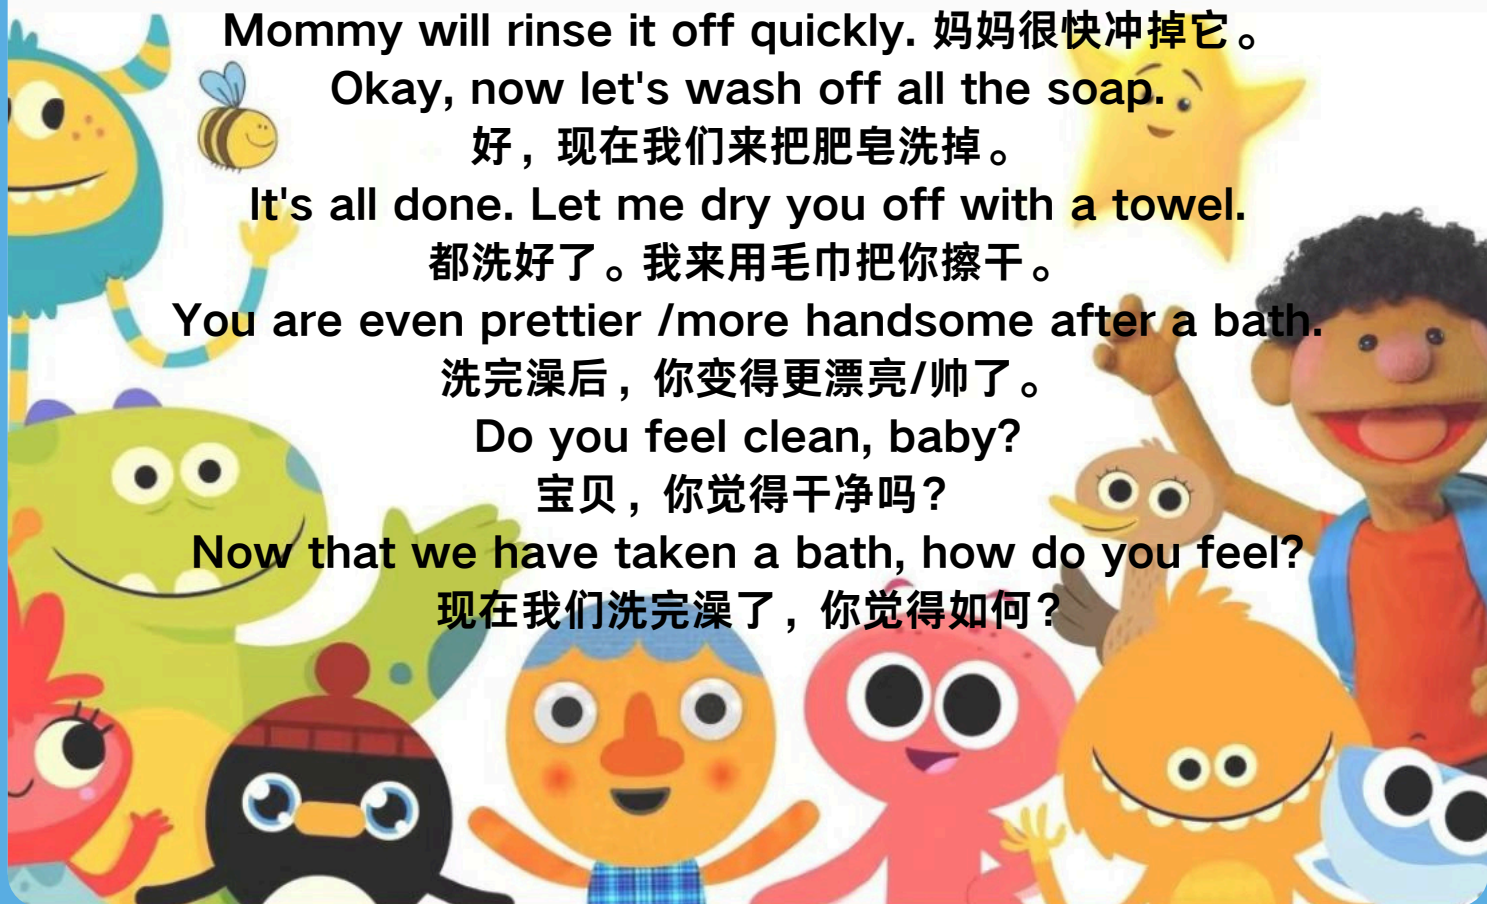 Mommy will rinse it off quickly. 妈妈很快冲掉它。
Okay, now let's wash off all the soap.
好，现在我们来把肥皂洗掉。
It's all done. Let me dry you off with a towel.
都洗好了。我来用毛巾把你擦干。
You are even prettier /more handsome after a bath.
洗完澡后，你变得更漂亮/帅了。
Do you feel clean, baby?
宝贝，你觉得干净吗？
Now that we have taken a bath, how do you feel?
现在我们洗完澡了，你觉得如何？